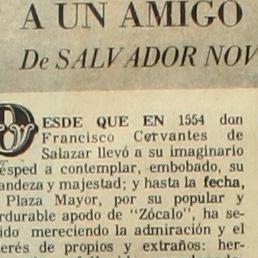 A UN AMIGO
De SALVADOR NOV
DESDE QUE EN 1554 don
Francisco Cervantes de
Salazar llevó a su imaginario
ésped a contemplar, embobado, su
andeza y majestad; y hasta la fecha,
Plaza Mayor, por su popular y
rdurable apodo de "Zócalo", ha se-
ido mereciendo la admiración y el
erés de propios y extraños: her-